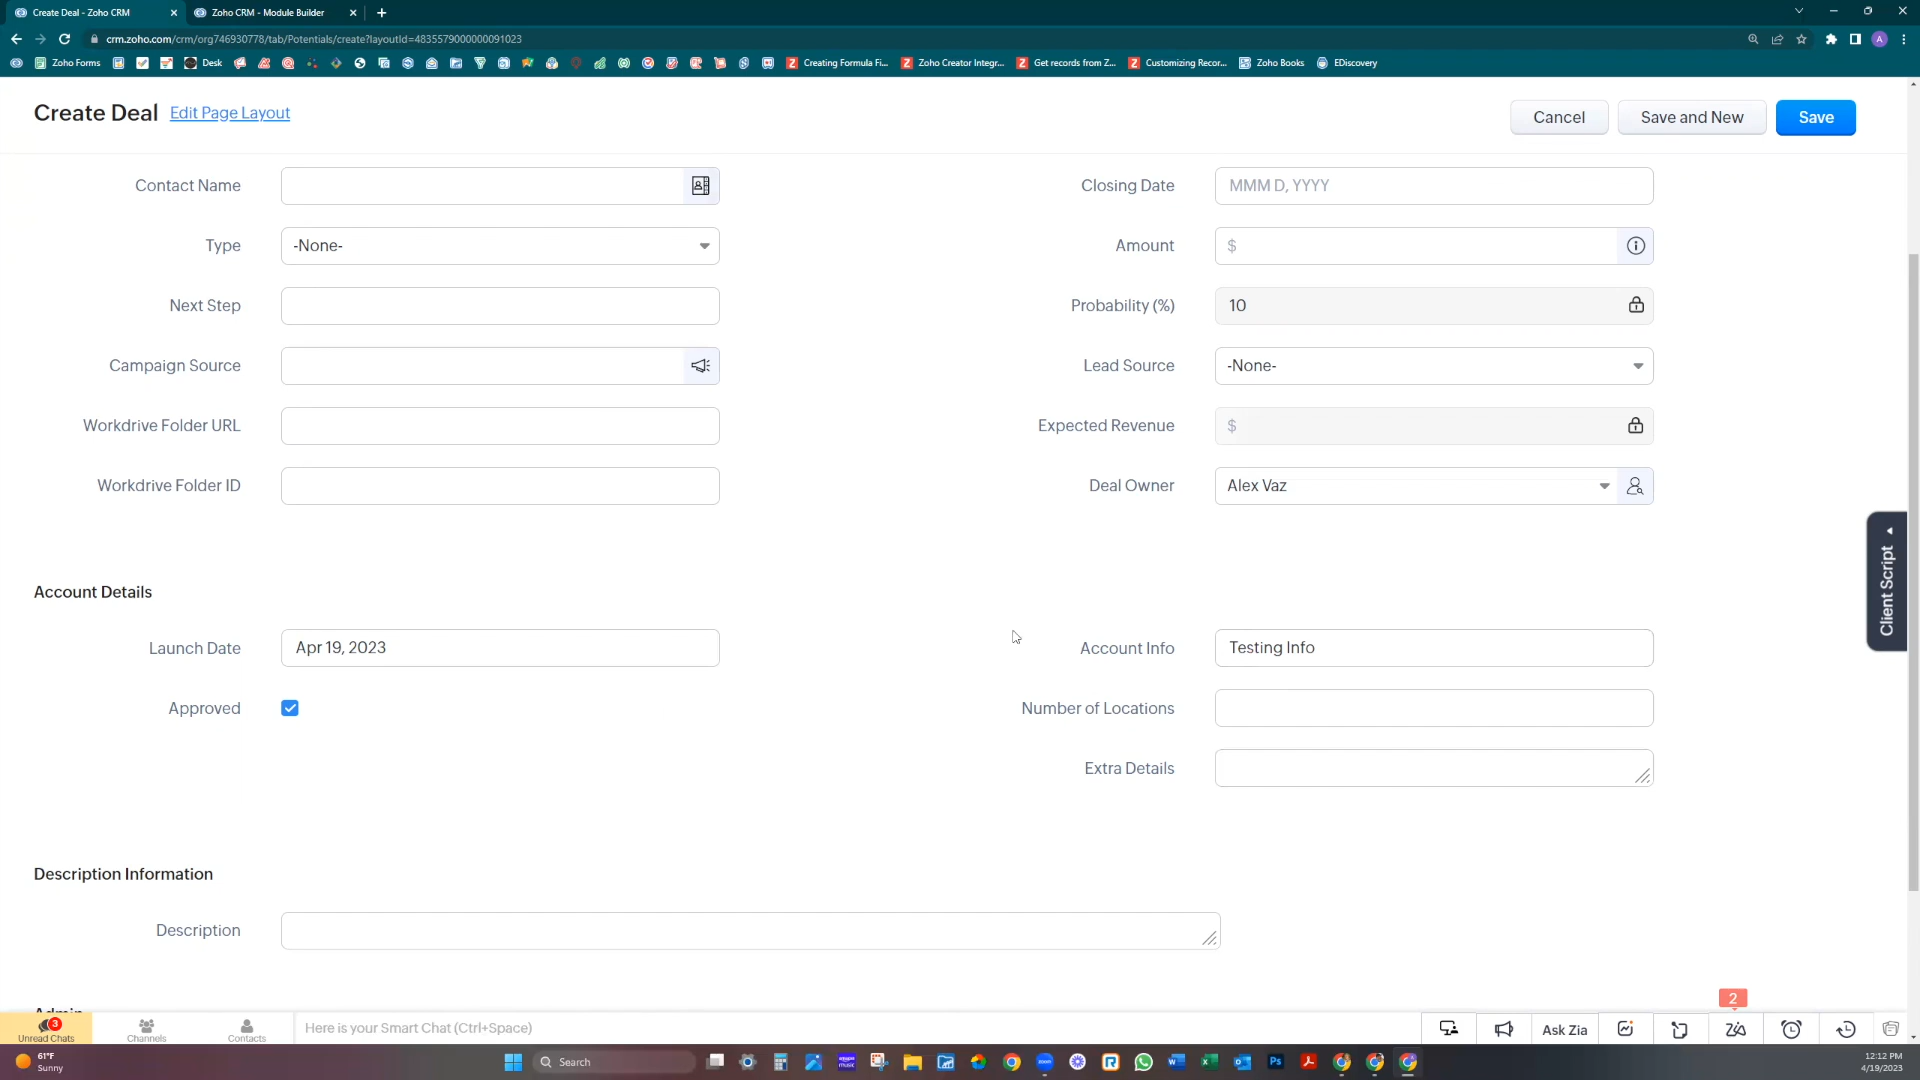 Create Deal - Zoho CRM
Zoho CRM - Module Builder
crm.zoho.com/crm/org746930778/tab/Potentials/create?layoutId=4835579000000091023
Zoho Forms
Desk
Creating Formula Fi...
Zoho Creator Integr...
Get records from Z...
Customizing Recor...
Zoho Books
EDiscovery
Create Deal
Edit Page Layout
Cancel
Save and New
Save
Contact Name
Closing Date
MMM D, YYYY
Type
-None-
Amount
$
Next Step
Probability (%)
10
Campaign Source
Lead Source
-None-
Workdrive Folder URL
Expected Revenue
$
Workdrive Folder ID
Deal Owner
Alex Vaz
Client Script
Account Details
Launch Date
Apr 19, 2023
Account Info
Testing Info
Approved
Number of Locations
Extra Details
Description Information
Description
2
3
Unread Chats
Channels
Contacts
Here is your Smart Chat (Ctrl+Space)
Ask Zia
61°F
Sunny
Search
12:12 PM
4/19/2023